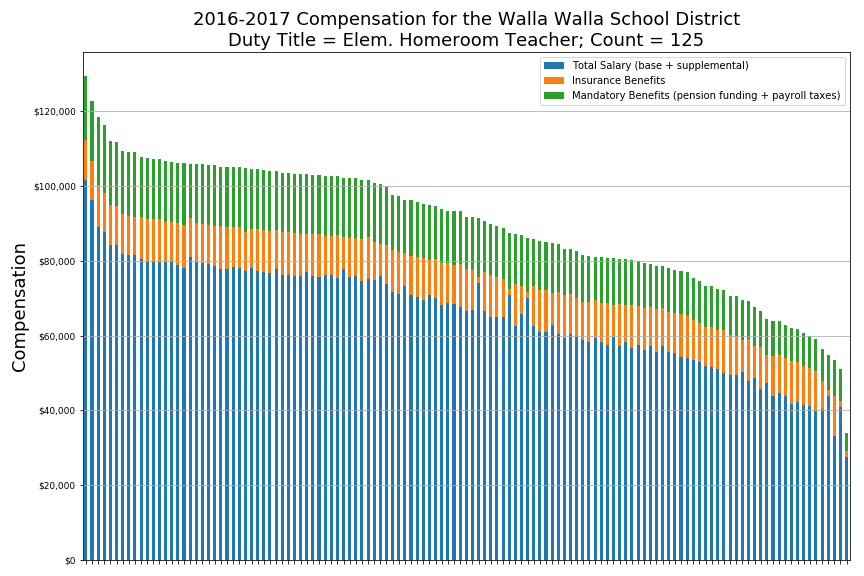 2016-2017 Compensation for the Walla Walla School District
Duty Title = Elem. Homeroom Teacher; Count = 125
Total Salary (base + supplemental)
Insurance Benefits
Mandatory Benefits (pension funding + payroll taxes)
Compensation
$120,000
$100,000
$80,000
$60,000
$40,000
$20,000
$0